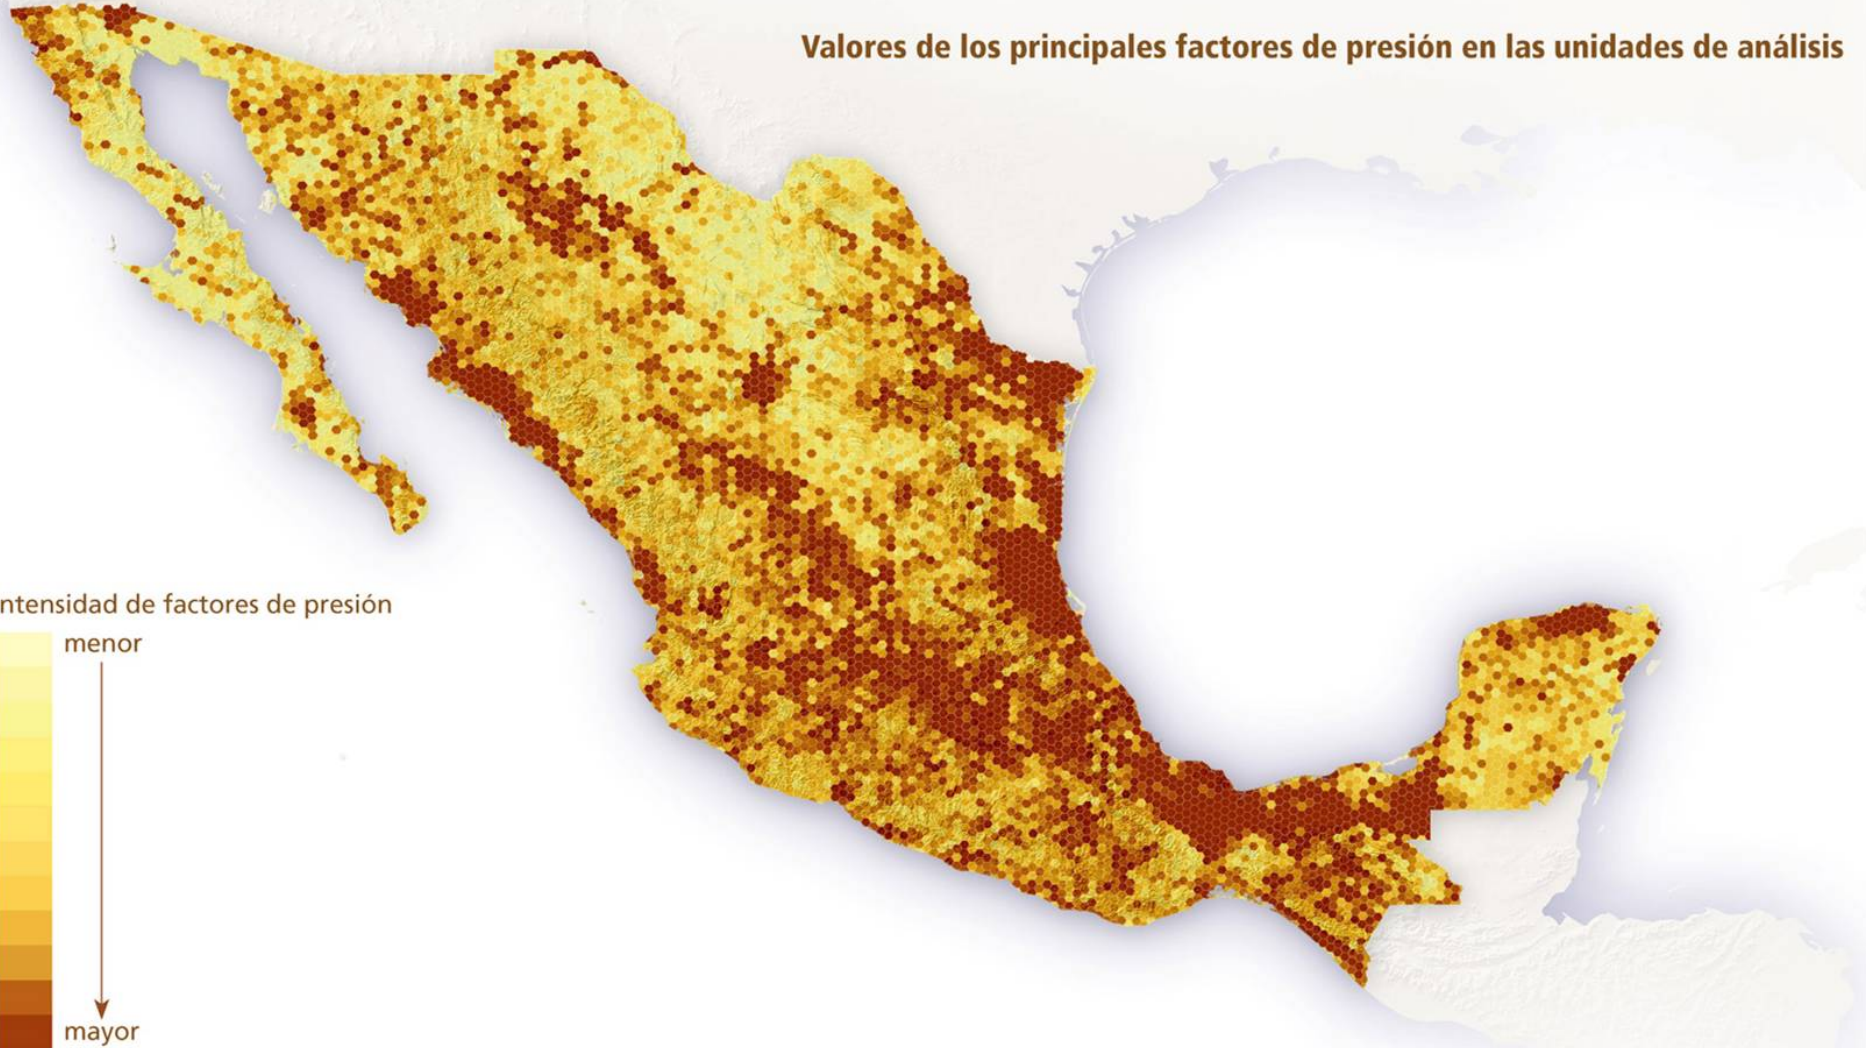 Valores de los principales factores de presión en las unidades de análisis
ntensidad de factores de presión
menor
mayor